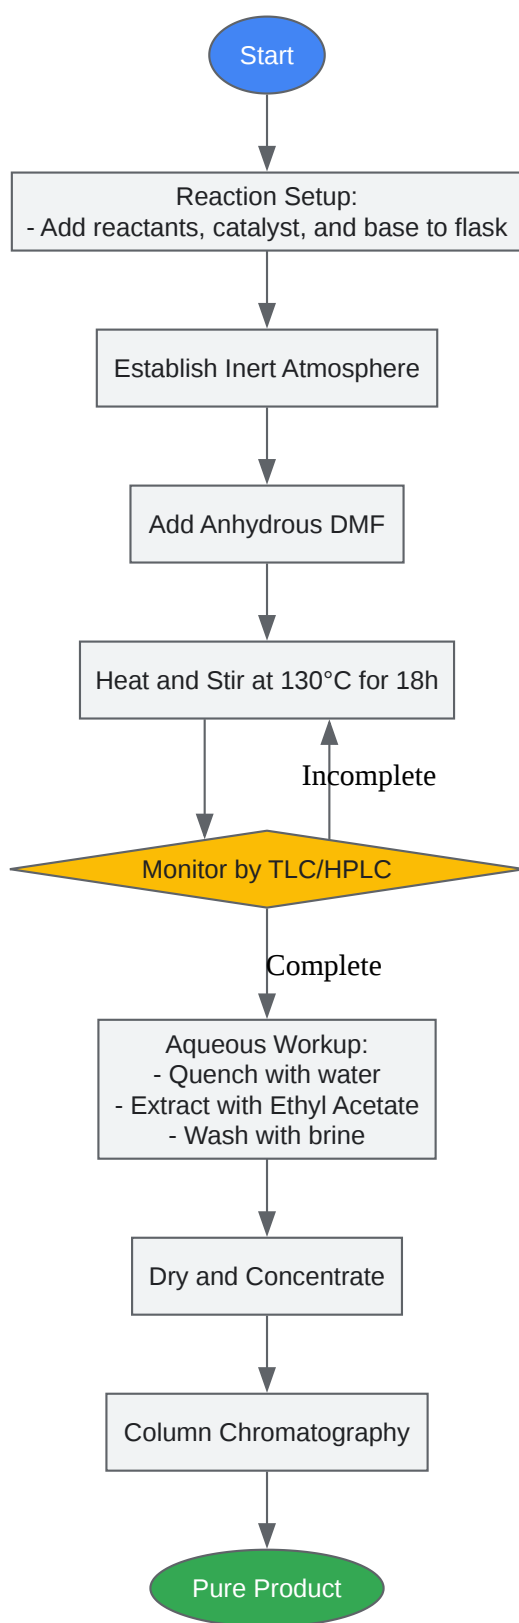 Start
Reaction Setup:
- Add reactants, catalyst, and base to flask
Establish Inert Atmosphere
Add Anhydrous DMF
Heat and Stir at 130°C for 18h
Incomplete
Monitor by TLC/HPLC
Complete
Aqueous Workup:
- Quench with water
- Extract with Ethyl Acetate
- Wash with brine
Dry and Concentrate
Column Chromatography
Pure Product